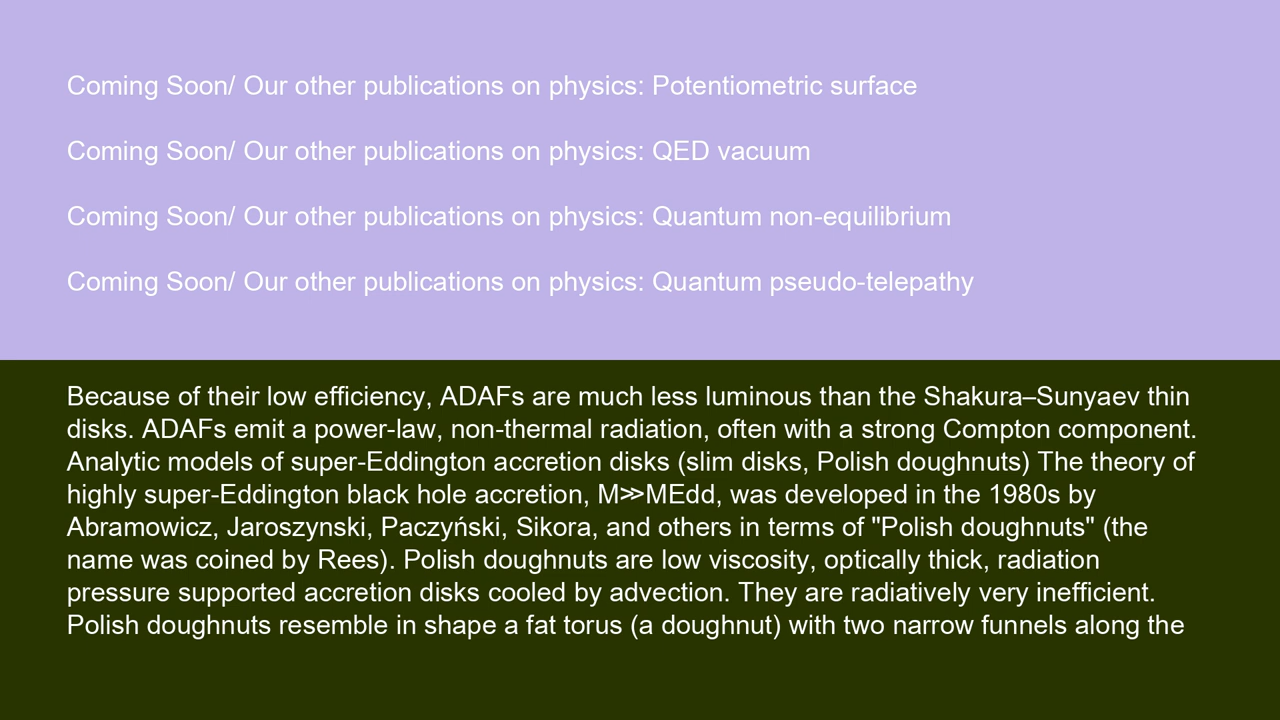 Coming Soon/ Our other publications on physics: Potentiometric surface
Coming Soon/ Our other publications on physics: QED vacuum
Coming Soon/ Our other publications on physics: Quantum non-equilibrium
Coming Soon/ Our other publications on physics: Quantum pseudo-telepathy
Because of their low efficiency, ADAFs are much less luminous than the Shakura–Sunyaev thin
disks. ADAFs emit a power-law, non-thermal radiation, often with a strong Compton component.
Analytic models of super-Eddington accretion disks (slim disks, Polish doughnuts) The theory of
highly super-Eddington black hole accretion, M≫MEdd, was developed in the 1980s by
Abramowicz, Jaroszynski, Paczyński, Sikora, and others in terms of "Polish doughnuts" (the
name was coined by Rees). Polish doughnuts are low viscosity, optically thick, radiation
pressure supported accretion disks cooled by advection. They are radiatively very inefficient.
Polish doughnuts resemble in shape a fat torus (a doughnut) with two narrow funnels along the